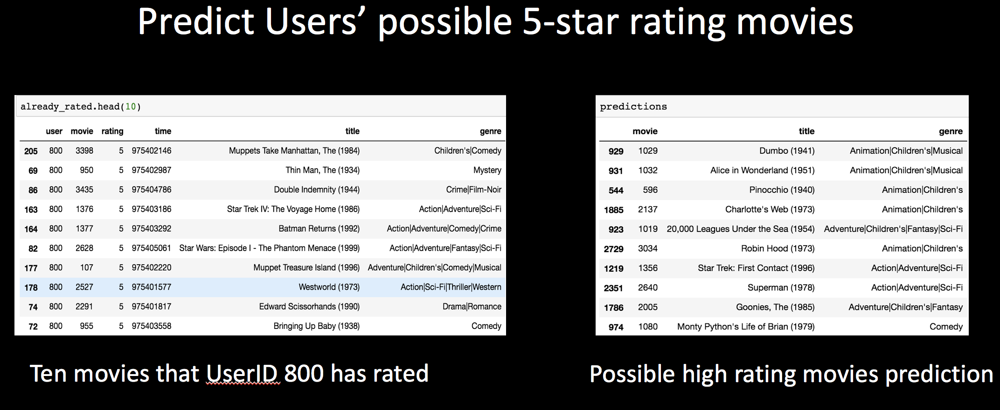 Predict Users’ possible 5-star rating movies
already_rated.head(10)
user movie rating time title genre
205 800 3398 5 975402146 Muppets Take Manhattan, The (1984) Children's|Comedy
69 800 950 5 975402987 Thin Man, The (1934) Mystery
86 800 3435 5 975404786 Double Indemnity (1944) Crime|Film-Noir
163 800 1376 5 975403186 Star Trek IV: The Voyage Home (1986) Action|Adventure|Sci-Fi
164 800 1377 5 975403292 Batman Returns (1992) Action|Adventure|Comedy|Crime
82 800 2628 5 975405061 Star Wars: Episode I - The Phantom Menace (1999) Action|Adventure|Fantasy|Sci-Fi
177 800 107 5 975402220 Muppet Treasure Island (1996) Adventure|Children's|Comedy|Musical
178 800 2527 5 975401577 Westworld (1973) Action|Sci-Fi|Thriller|Western
74 800 2291 5 975401817 Edward Scissorhands (1990) Drama|Romance
72 800 955 5 975403558 Bringing Up Baby (1938) Comedy
Ten movies that UserID 800 has rated
predictions
movie title genre
929 1029 Dumbo (1941) Animation|Children's|Musical
931 1032 Alice in Wonderland (1951) Animation|Children's|Musical
544 596 Pinocchio (1940) Animation|Children's
1885 2137 Charlotte's Web (1973) Animation|Children's
923 1019 20,000 Leagues Under the Sea (1954) Adventure|Children's|Fantasy|Sci-Fi
2729 3034 Robin Hood (1973) Animation|Children's
1219 1356 Star Trek: First Contact (1996) Action|Adventure|Sci-Fi
2351 2640 Superman (1978) Action|Adventure|Sci-Fi
1786 2005 Goonies, The (1985) Adventure|Children's|Fantasy
974 1080 Monty Python's Life of Brian (1979) Comedy
Possible high rating movies prediction